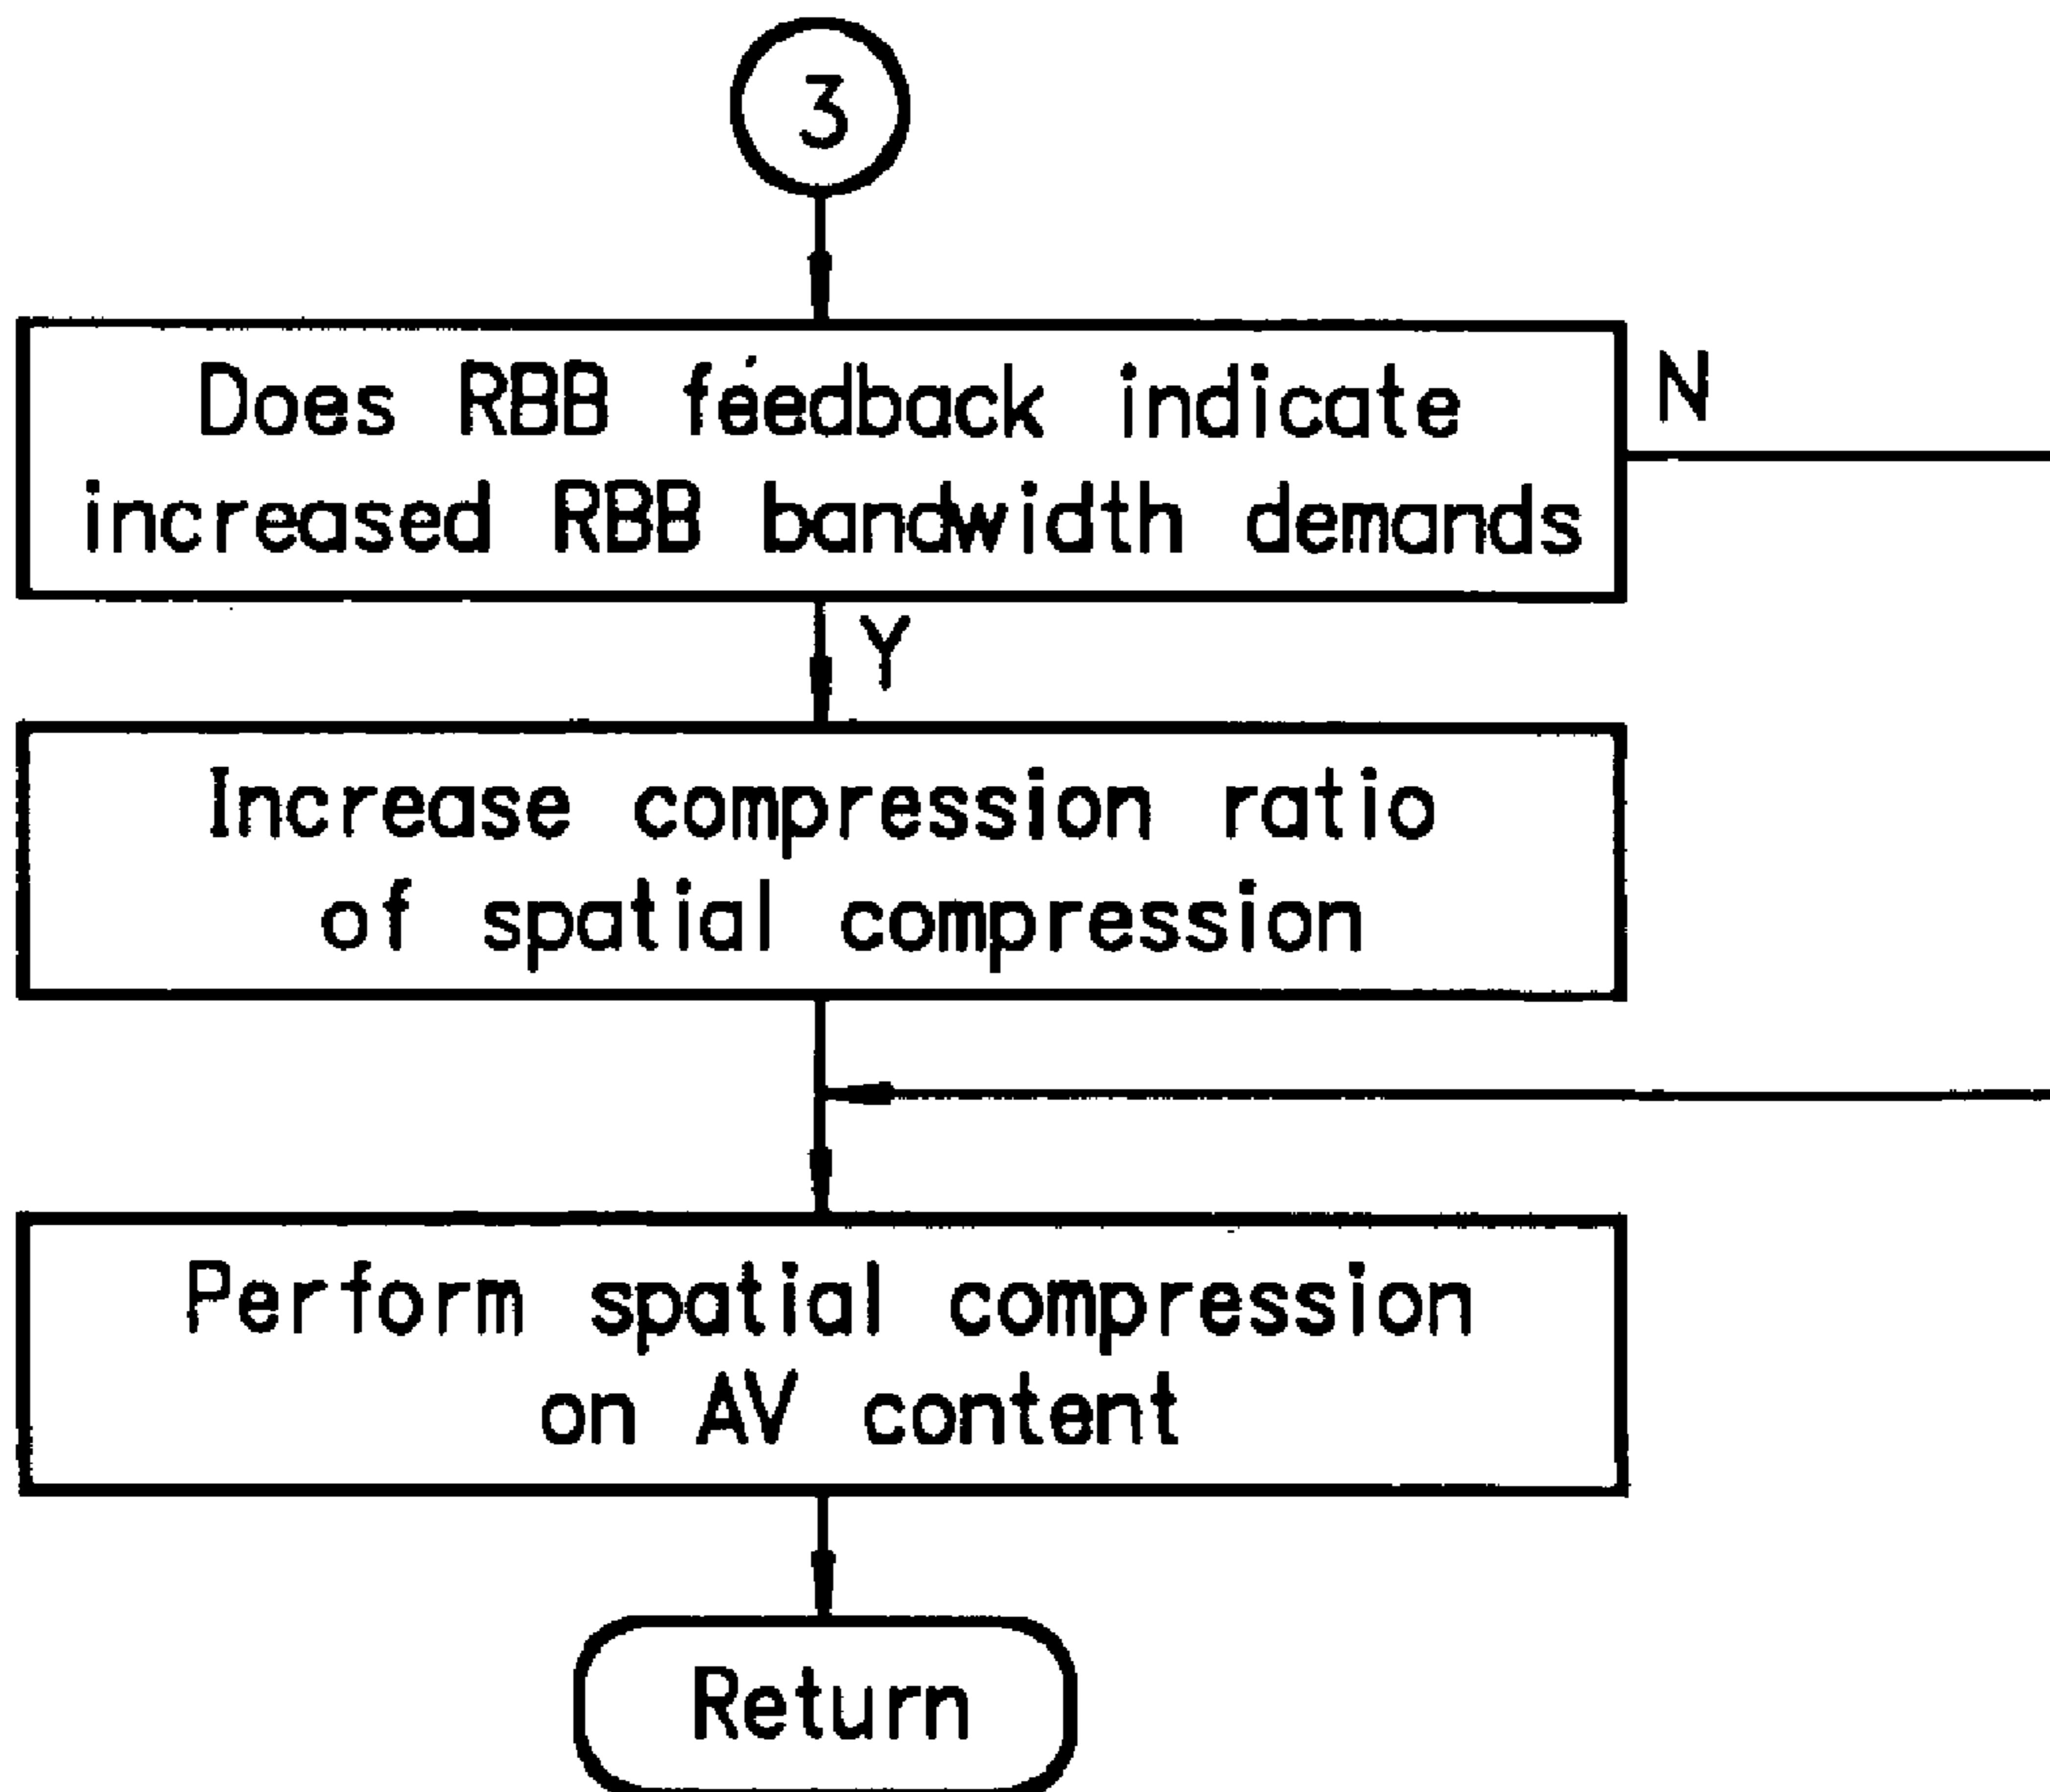 3
Does RBB feedback indicate
N
increased RBB bandwidth demands
Y
Increase compression ratio
of spatial compression
Perform spatial compression
on AV content
Return